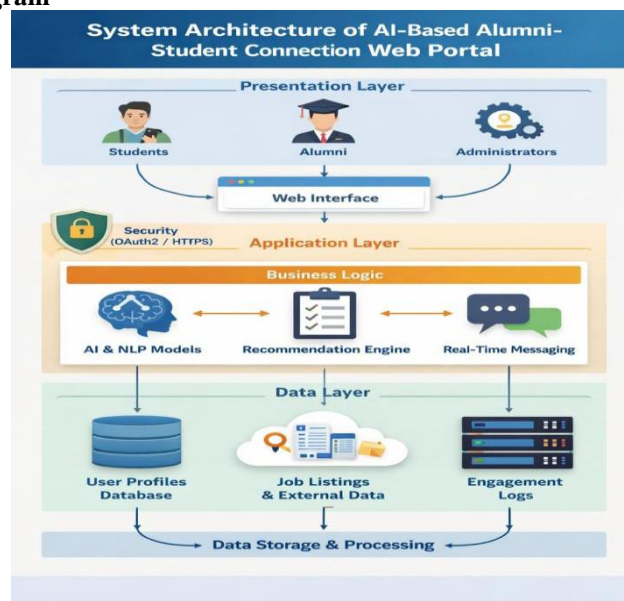 gram
System Architecture of AI-Based Alumni-
Student Connection Web Portal
Presentation Layer
Students
Alumni
Administrators
Web Interface
Security
(OAuth2 / HTTPS)
Application Layer
Business Logic
AI & NLP Models
Recommendation Engine
Real-Time Messaging
Data Layer
User Profiles
Database
Job Listings
& External Data
Engagement
Logs
Data Storage & Processing